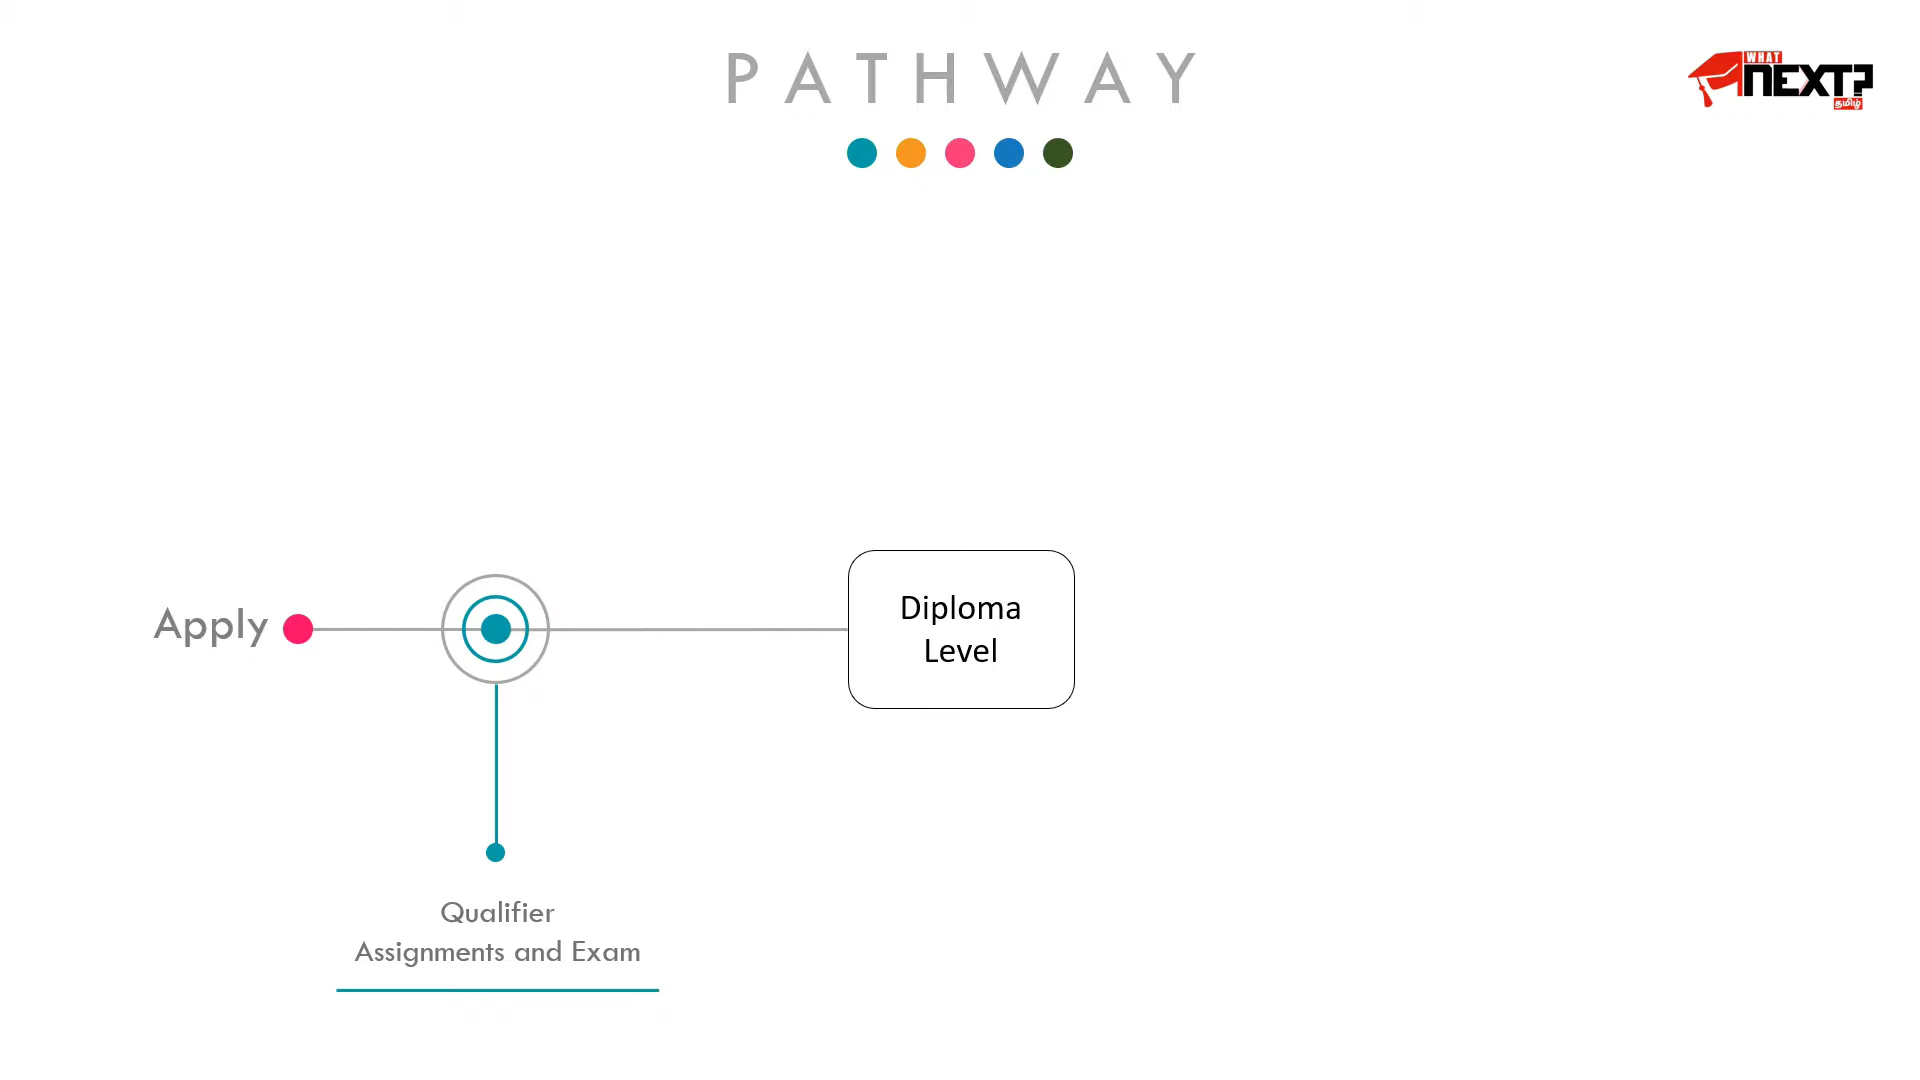 PATHWAY
WHAT
NEXT?
தமிழ்
Apply
Diploma
Level
Qualifier
Assignments and Exam